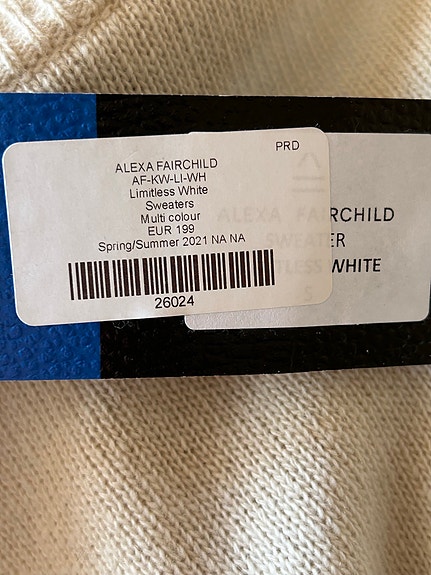 PRD
ALEXA FAIRCHILD
AF-KW-LI-WH
Limitless White
Sweaters
Multi colour
EUR 199
Spring/Summer 2021 NA NA
26024
ALEXA FAIRCHILD
SWEATER
TLESS WHITE
S